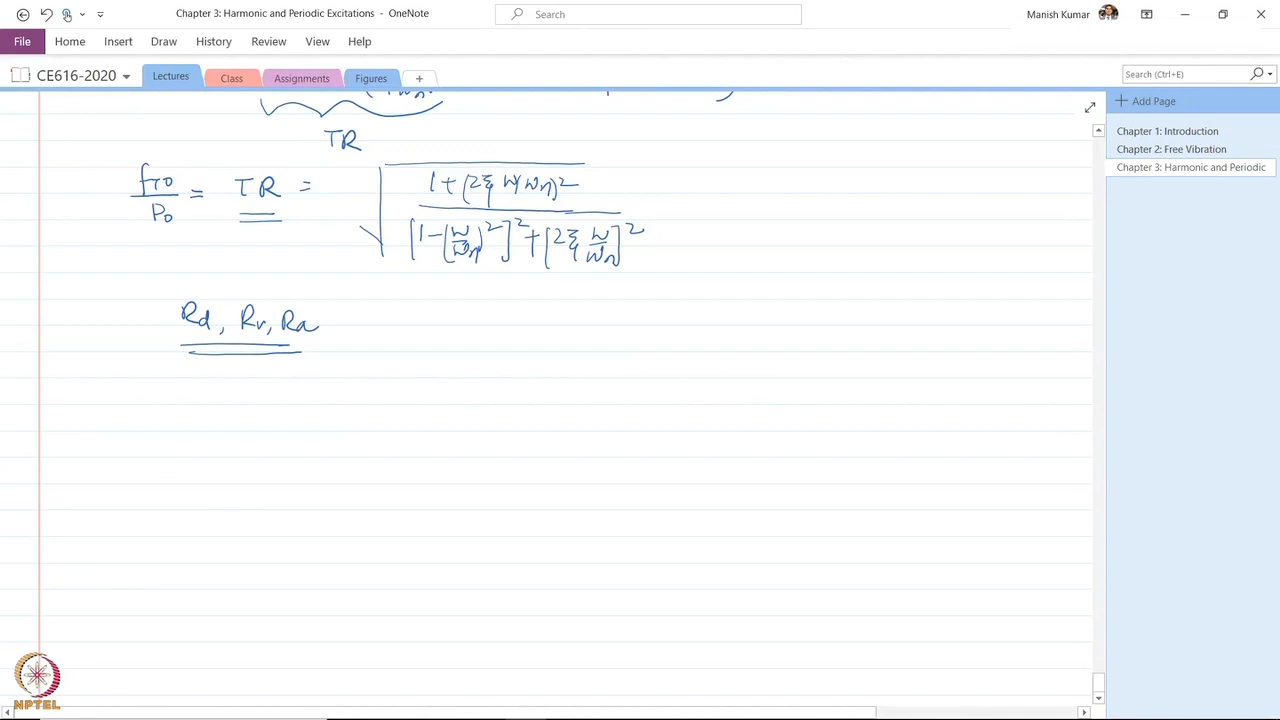 Chapter 3: Harmonic and Periodic Excitations - OneNote
Search
Manish Kumar
File Home Insert Draw History Review View Help
CE616-2020 Lectures Class Assignments Figures +
Search (Ctrl+E)
Add Page
Chapter 1: Introduction
Chapter 2: Free Vibration
Chapter 3: Harmonic and Periodic
TR
fT0/P0 = TR = √(1+(2ξ ω/ωn)2 / [1-(ω/ωn)2]2+[2ξ ω/ωn]2)
Rd, Rv, Ra
NPTEL